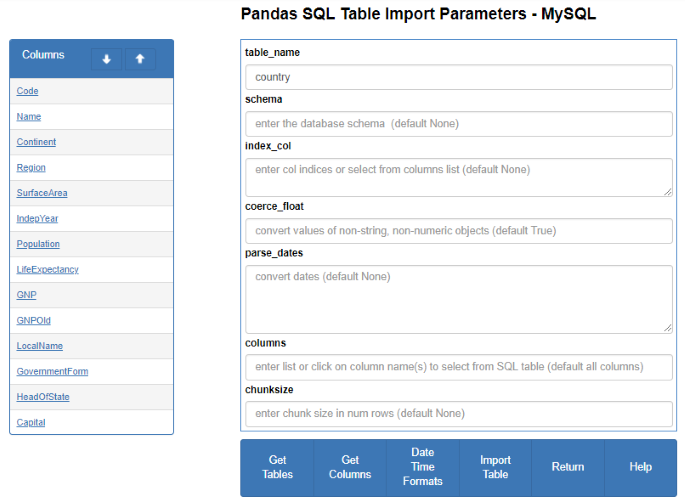 Pandas SQL Table Import Parameters - MySQL
Columns
Code
Name
Continent
Region
SurfaceArea
IndepYear
Population
LifeExpectancy
GNP
GNPOld
LocalName
GovernmentForm
HeadOfState
Capital
table_name
country
schema
enter the database schema (default None)
index_col
enter col indices or select from columns list (default None)
coerce_float
convert values of non-string, non-numeric objects (default True)
parse_dates
convert dates (default None)
columns
enter list or click on column name(s) to select from SQL table (default all columns)
chunksize
enter chunk size in num rows (default None)
Get
Tables
Get
Columns
Date
Time
Formats
Import
Table
Return
Help